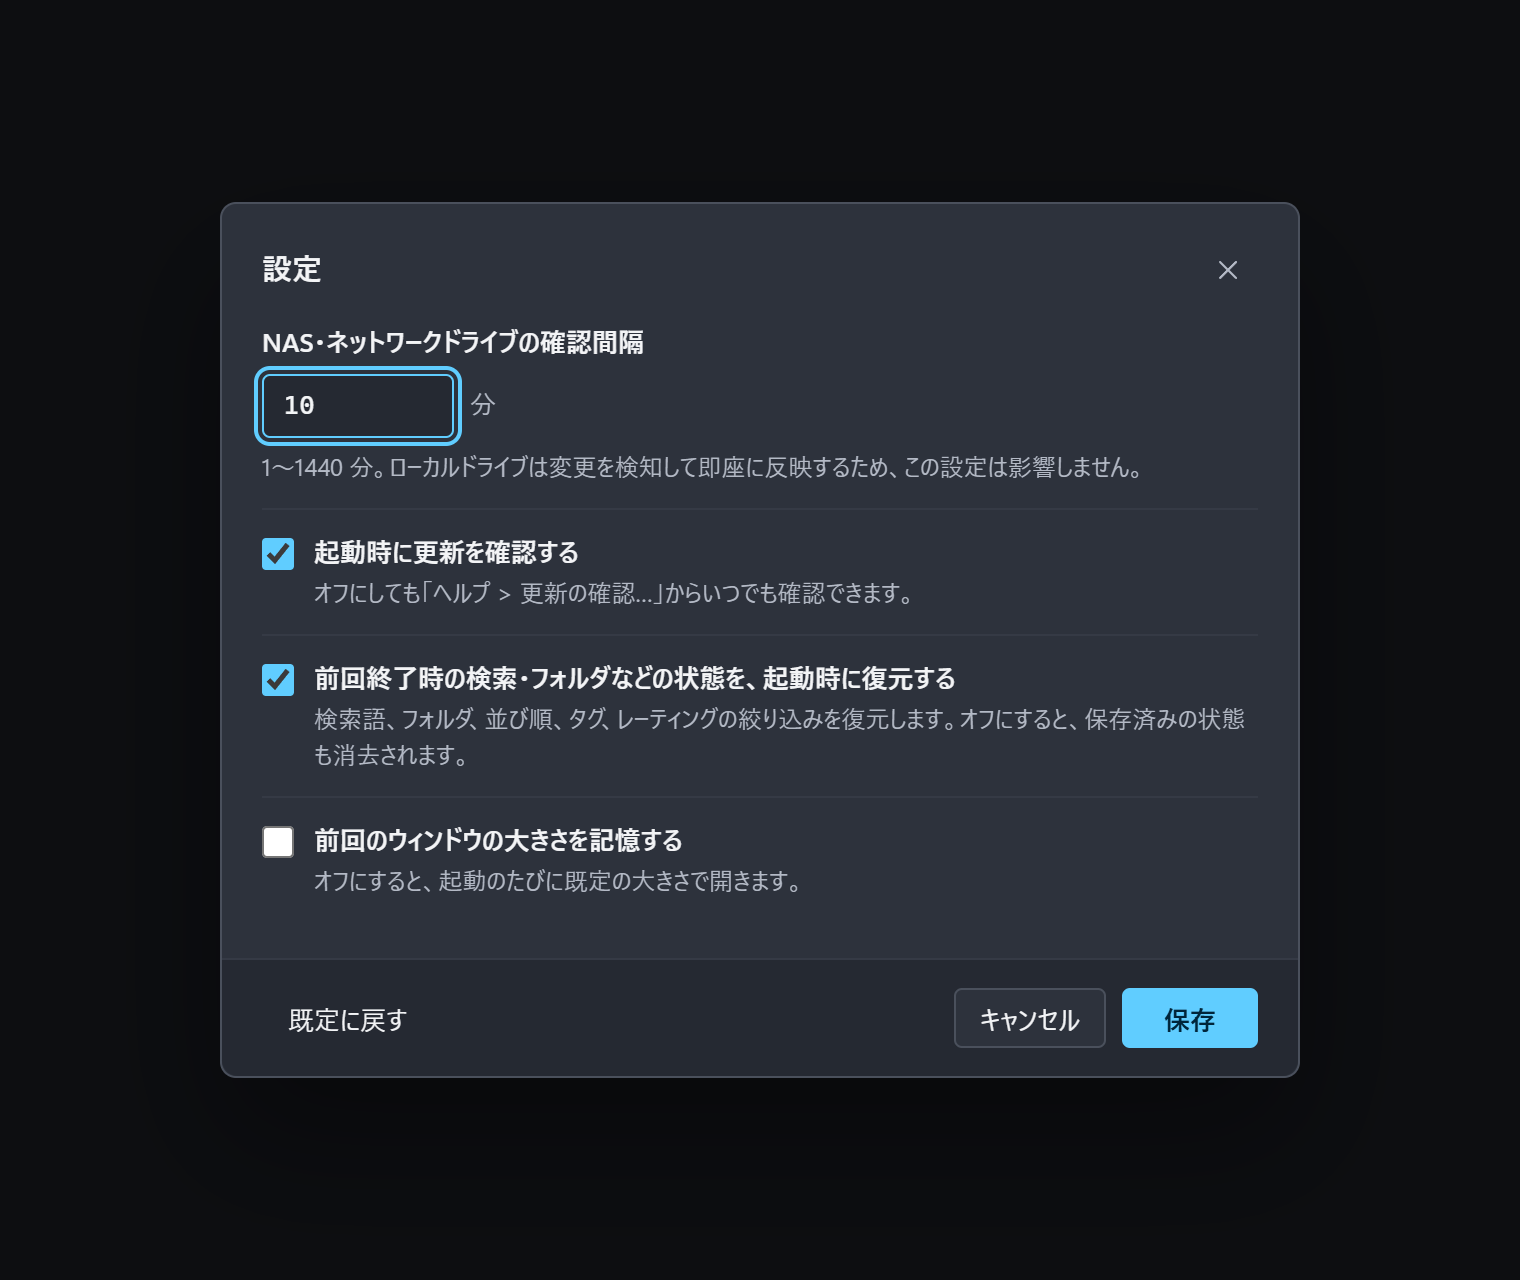 設定
NAS・ネットワークドライブの確認間隔
10 分
1～1440 分。ローカルドライブは変更を検知して即座に反映するため、この設定は影響しません。
起動時に更新を確認する
オフにしても「ヘルプ > 更新の確認...」からいつでも確認できます。
前回終了時の検索・フォルダなどの状態を、起動時に復元する
検索語、フォルダ、並び順、タグ、レーティングの絞り込みを復元します。オフにすると、保存済みの状態
も消去されます。
前回のウィンドウの大きさを記憶する
オフにすると、起動のたびに既定の大きさで開きます。
既定に戻す キャンセル 保存